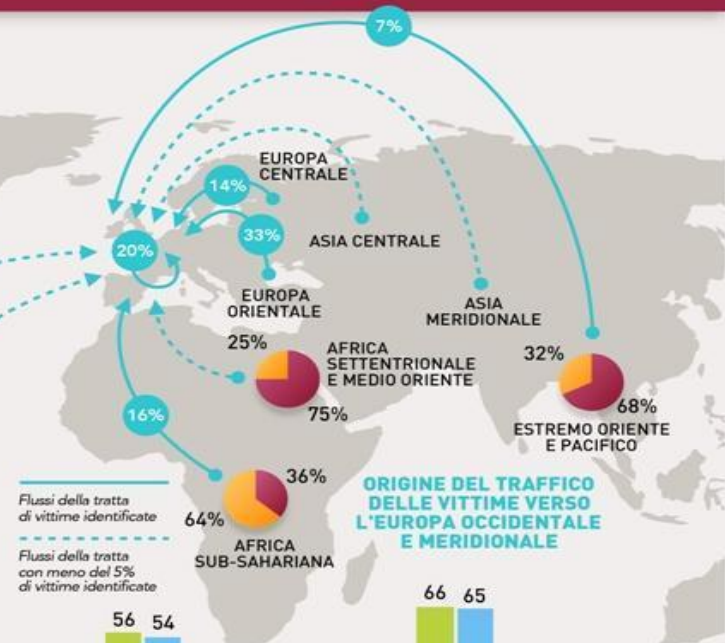 7%
EUROPA
CENTRALE
14%
33%
20%
ASIA CENTRALE
EUROPA
ORIENTALE
ASIA
MERIDIONALE
25%
AFRICA
SETTENTRIONALE
E MEDIO ORIENTE
75%
32%
68%
ESTREMO ORIENTE
E PACIFICO
16%
36%
64%
AFRICA
SUB-SAHARIANA
ORIGINE DEL TRAFFICO
DELLE VITTIME VERSO
L'EUROPA OCCIDENTALE
E MERIDIONALE
Flussi della tratta
di vittime identificate
Flussi della tratta
con meno del 5%
di vittime identificate
56 54
66 65